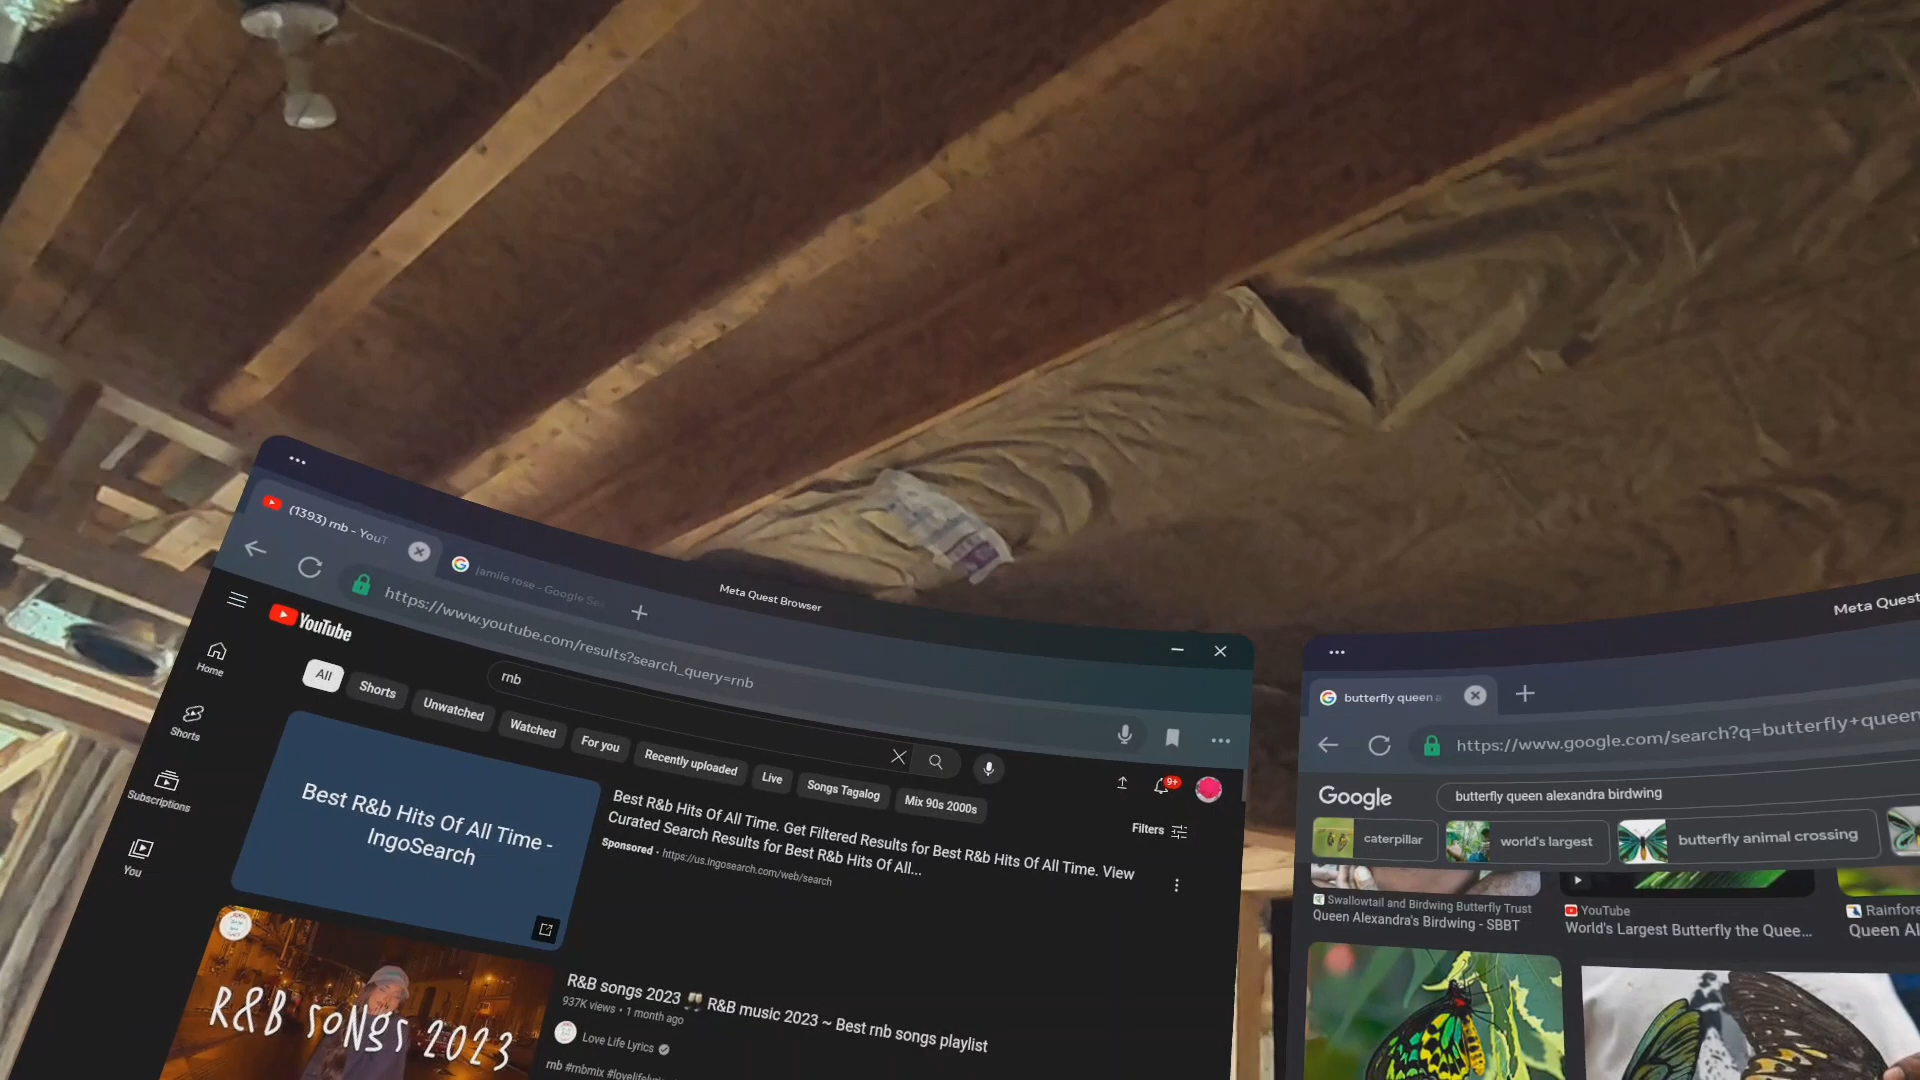 (1393) rnb - YouT
jamile rose - Google Sea
Meta Quest Browser
https://www.youtube.com/results?search_query=rnb
YouTube
rnb
Home
Shorts
Subscriptions
You
All
Shorts
Unwatched
Watched
For you
Recently uploaded
Live
Songs Tagalog
Mix 90s 2000s
9+
Filters
Best R&b Hits Of All Time -
IngoSearch
Best R&b Hits Of All Time. Get Filtered Results for Best R&b Hits Of All Time. View
Curated Search Results for Best R&b Hits Of All...
Sponsored • https://us.ingosearch.com/web/search
R&B SONGS 2023
R&B songs 2023 🥂 R&B music 2023 ~ Best rnb songs playlist
937K views • 1 month ago
Love Life Lyrics
Meta Quest
butterfly queen a
https://www.google.com/search?q=butterfly+queen
Google
butterfly queen alexandra birdwing
caterpillar
world's largest
butterfly animal crossing
Swallowtail and Birdwing Butterfly Trust
Queen Alexandra's Birdwing - SBBT
YouTube
World's Largest Butterfly the Quee...
Rainfore
Queen Al